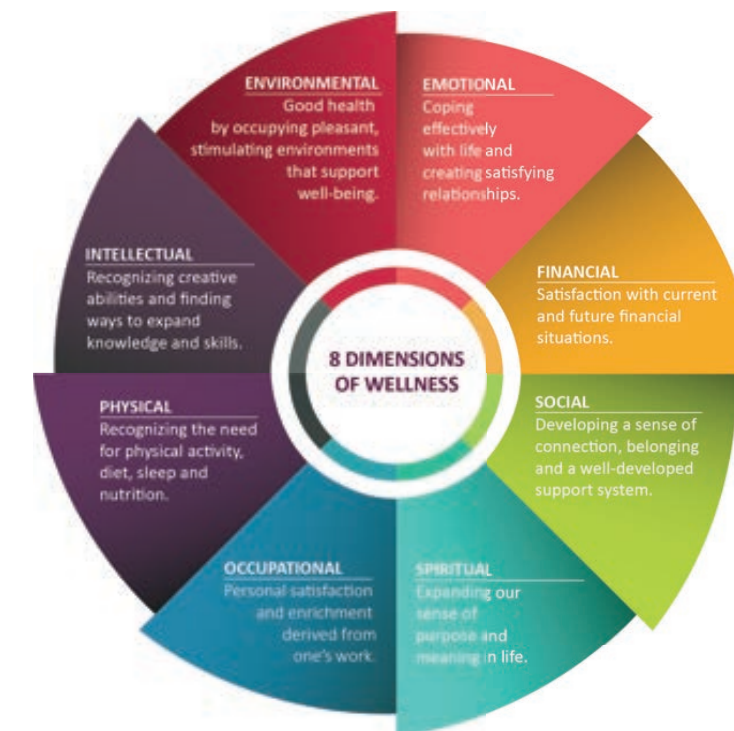 ENVIRONMENTAL
Good health
by occupying pleasant,
stimulating environments
that support
well-being.
EMOTIONAL
Coping
effectively
with life and
creating satisfying
relationships.
INTELLECTUAL
Recognizing creative
abilities and finding
ways to expand
knowledge and skills.
FINANCIAL
Satisfaction with current
and future financial
situations.
8 DIMENSIONS
OF WELLNESS
PHYSICAL
Recognizing the need
for physical activity,
diet, sleep and
nutrition.
SOCIAL
Developing a sense of
connection, belonging
and a well-developed
support system.
OCCUPATIONAL
Personal satisfaction
and enrichment
derived from
one's work.
SPIRITUAL
Expanding our
sense of
purpose and
meaning in life.